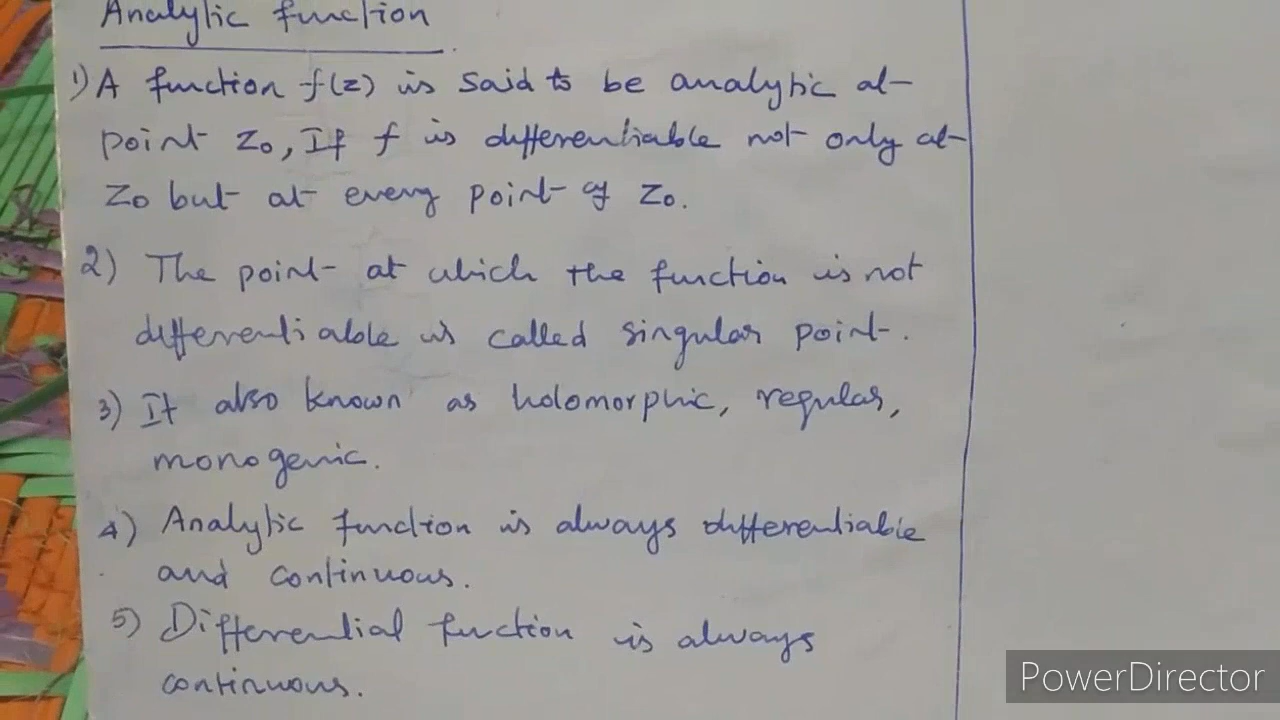 Analytic function
1) A function f(z) is said to be analytic at
point z₀, If f is differentiable not only at
z₀ but at every point of z₀.
2) The point at which the function is not
differentiable is called singular point.
3) It also known as holomorphic, regular,
monogenic.
4) Analytic function is always differentiable
and continuous.
5) Differential function is always
continuous.
PowerDirector